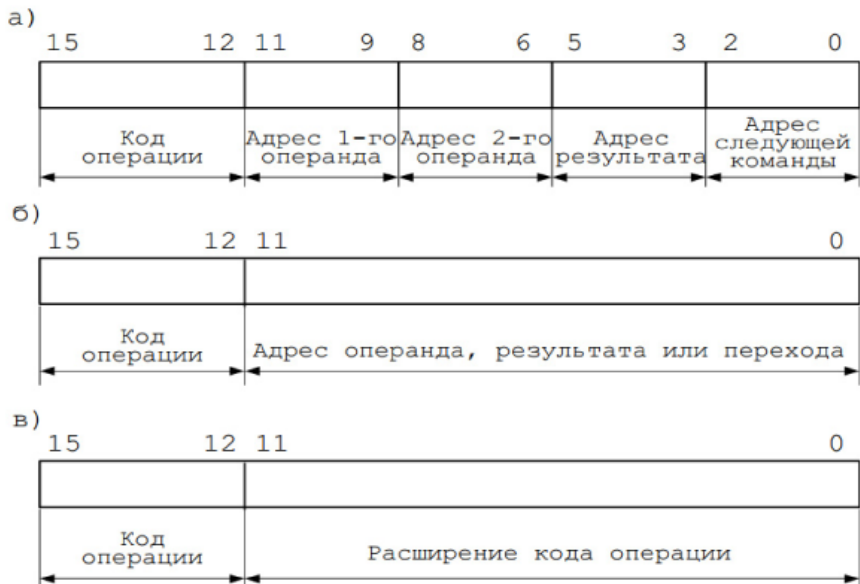 а)
15 12 11 9 8 6 5 3 2 0
Код операции
Адрес 1-го операнда
Адрес 2-го операнда
Адрес результата
Адрес следующей команды
б)
15 12 11 0
Код операции
Адрес операнда, результата или перехода
в)
15 12 11 0
Код операции
Расширение кода операции